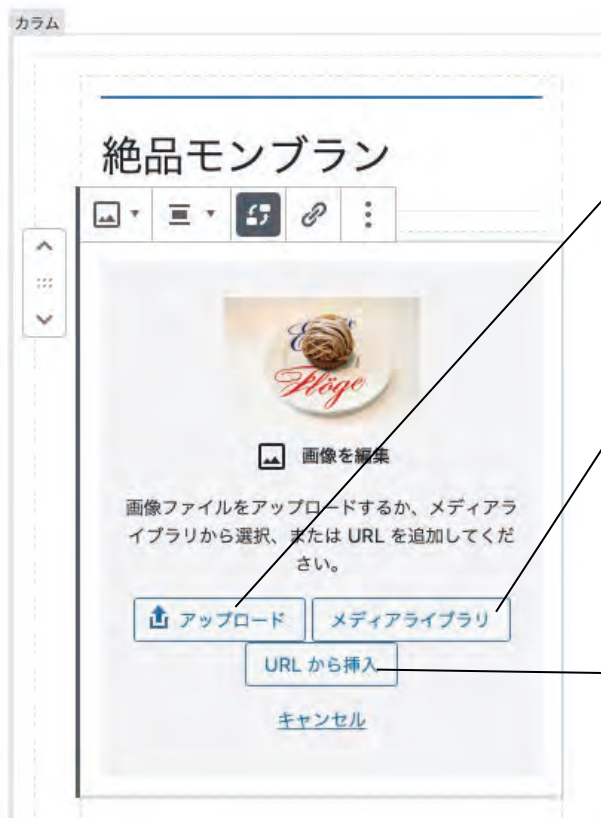 カラム
絶品モンブラン
Flöge
画像を編集
画像ファイルをアップロードするか、メディアラ
イブラリから選択、または URL を追加してくだ
さい。
アップロード
メディアライブラリ
URL から挿入
キャンセル